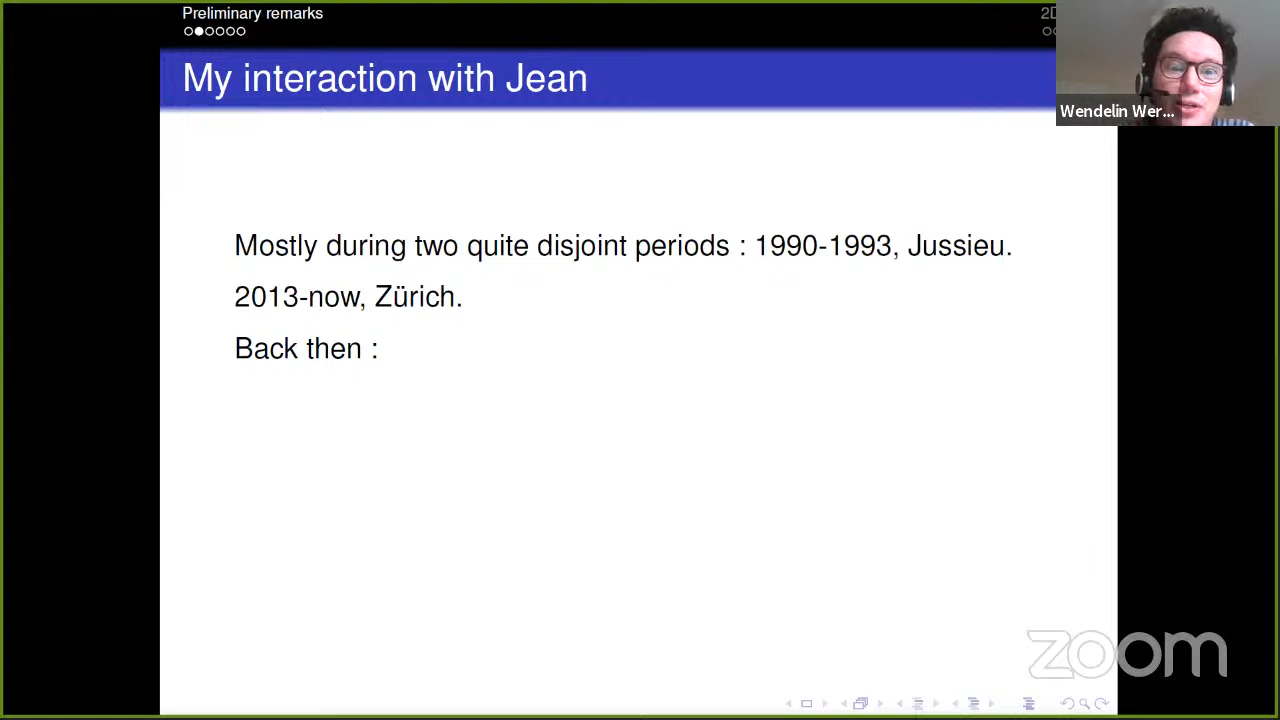 Preliminary remarks
2D
My interaction with Jean
Wendelin Wer...
Mostly during two quite disjoint periods : 1990-1993, Jussieu.
2013-now, Zürich.
Back then :
zoom